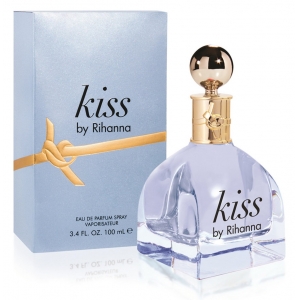 kiss
by Rihanna
EAU DE PARFUM SPRAY
VAPORISATEUR
3.4 FL. OZ. 100 mL ℮
kiss
by Rihanna